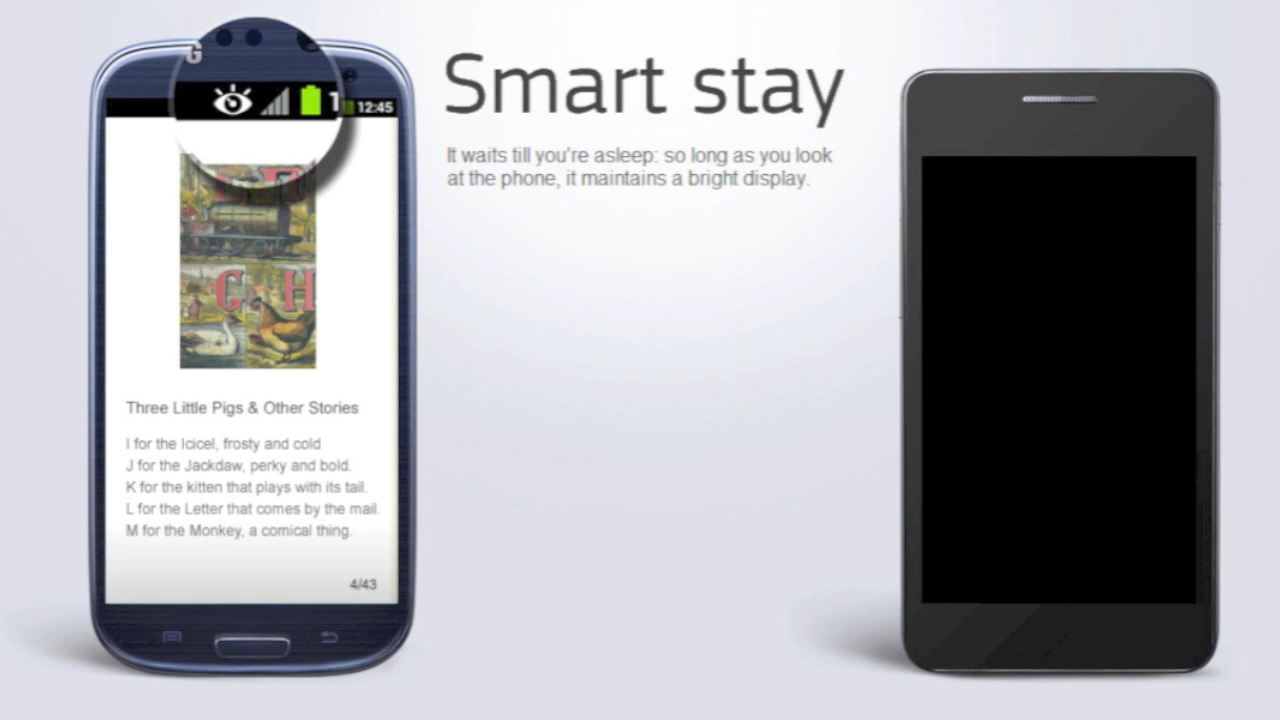 G
1
12:45
Smart stay
It waits till you're asleep: so long as you look
at the phone, it maintains a bright display.
G H
Three Little Pigs & Other Stories
I for the Icicel, frosty and cold
J for the Jackdaw, perky and bold.
K for the kitten that plays with its tail.
L for the Letter that comes by the mail.
M for the Monkey, a comical thing.
4/43